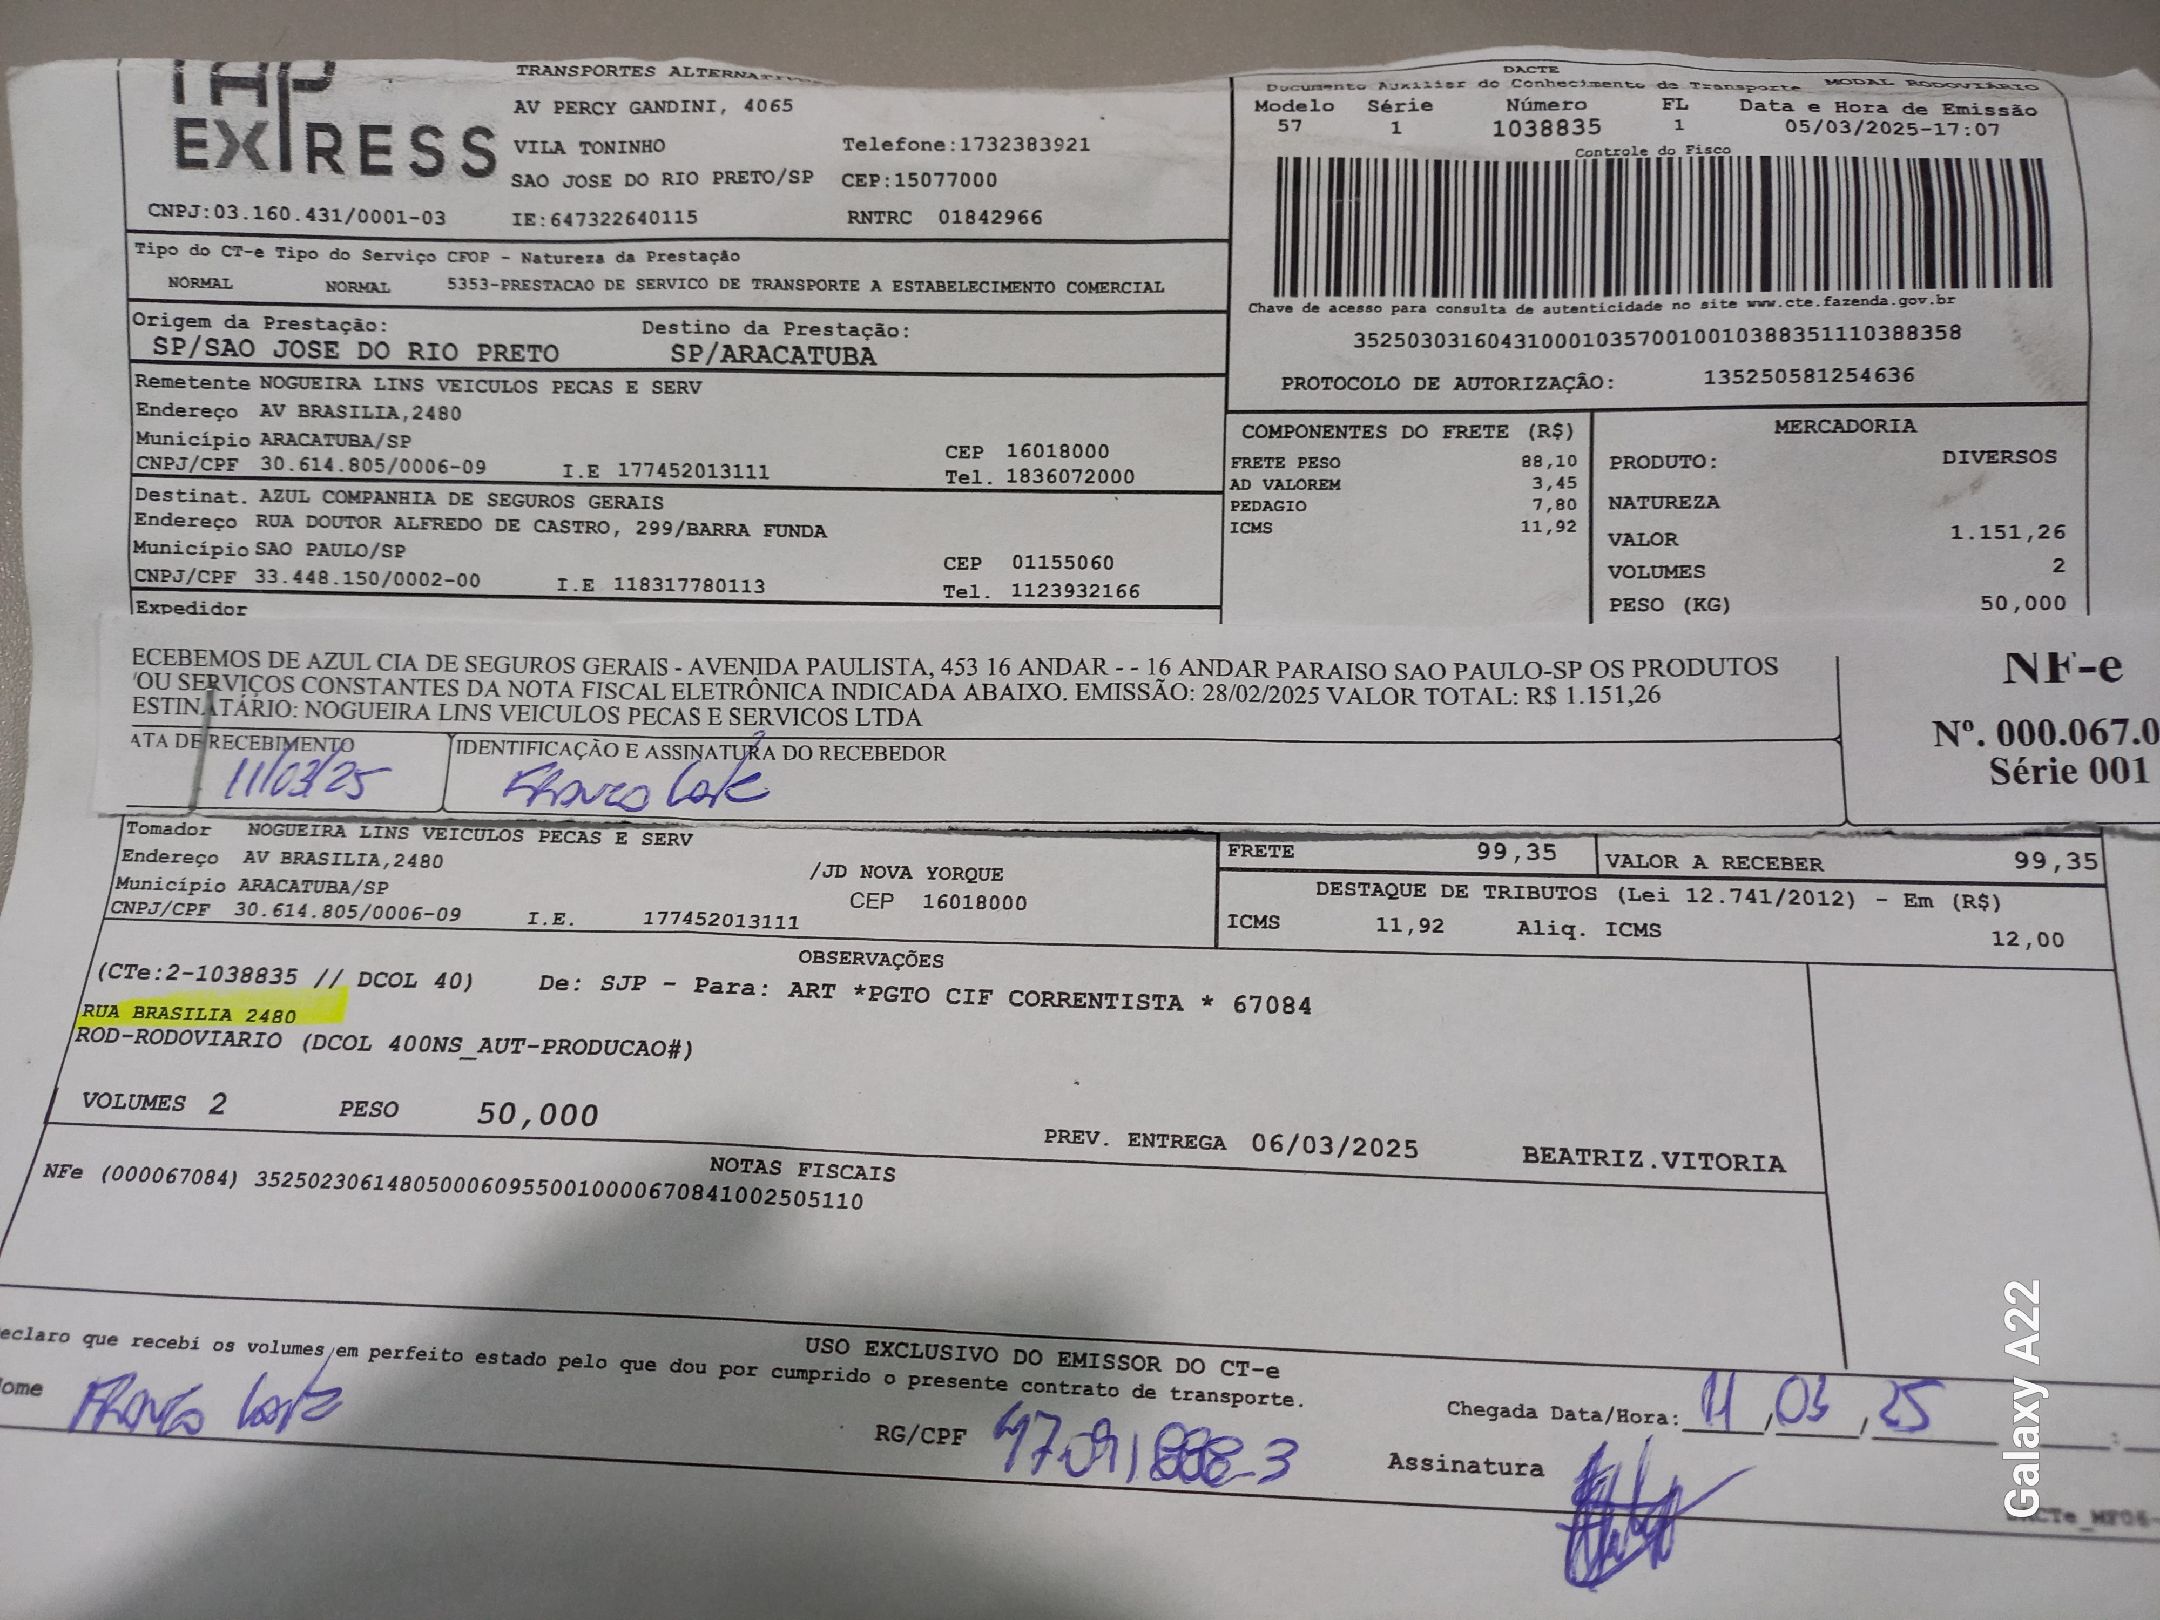 TAP
EXPRESS
TRANSPORTES
AV PERCY GANDINI, 4065
VILA TONINHO Telefone:1732383921
SAO JOSE DO RIO PRETO/SP CEP:15077000
CNPJ:03.160.431/0001-03 IE:647322640115 RNTRC 01842966
DACTE
Documento Auxiliar do Conhecimento de Transporte MODAL RODOVIÁRIO
Modelo Série Número FL Data e Hora de Emissão
57 1 1038835 1 05/03/2025-17:07
Controle do Fisco
Chave de acesso para consulta de autenticidade no site www.cte.fazenda.gov.br
35250303160431000103570010010388351110388358
PROTOCOLO DE AUTORIZAÇÂO: 135250581254636
Tipo do CT-e Tipo do Serviço CFOP - Natureza da Prestação
NORMAL NORMAL 5353-PRESTACAO DE SERVICO DE TRANSPORTE A ESTABELECIMENTO COMERCIAL
Origem da Prestação: Destino da Prestação:
SP/SAO JOSE DO RIO PRETO SP/ARACATUBA
Remetente NOGUEIRA LINS VEICULOS PECAS E SERV
Endereço AV BRASILIA,2480
Município ARACATUBA/SP CEP 16018000
CNPJ/CPF 30.614.805/0006-09 I.E 177452013111 Tel. 1836072000
Destinat. AZUL COMPANHIA DE SEGUROS GERAIS
Endereço RUA DOUTOR ALFREDO DE CASTRO, 299/BARRA FUNDA
Município SAO PAULO/SP CEP 01155060
CNPJ/CPF 33.448.150/0002-00 I.E 118317780113 Tel. 1123932166
Expedidor
COMPONENTES DO FRETE (R$)
FRETE PESO 88,10
AD VALOREM 3,45
PEDAGIO 7,80
ICMS 11,92
MERCADORIA
PRODUTO: DIVERSOS
NATUREZA
VALOR 1.151,26
VOLUMES 2
PESO (KG) 50,000
ECEBEMOS DE AZUL CIA DE SEGUROS GERAIS - AVENIDA PAULISTA, 453 16 ANDAR - - 16 ANDAR PARAISO SAO PAULO-SP OS PRODUTOS
/OU SERVIÇOS CONSTANTES DA NOTA FISCAL ELETRÔNICA INDICADA ABAIXO. EMISSÃO: 28/02/2025 VALOR TOTAL: R$ 1.151,26
ESTINATÁRIO: NOGUEIRA LINS VEICULOS PECAS E SERVICOS LTDA
ATA DE RECEBIMENTO IDENTIFICAÇÃO E ASSINATURA DO RECEBEDOR
11/03/25
NF-e
Nº. 000.067.0
Série 001
Tomador NOGUEIRA LINS VEICULOS PECAS E SERV
Endereço AV BRASILIA,2480 /JD NOVA YORQUE
Município ARACATUBA/SP CEP 16018000
CNPJ/CPF 30.614.805/0006-09 I.E. 177452013111
FRETE 99,35 VALOR A RECEBER 99,35
DESTAQUE DE TRIBUTOS (Lei 12.741/2012) - Em (R$)
ICMS 11,92 Aliq. ICMS 12,00
OBSERVAÇÕES
(CTe:2-1038835 // DCOL 40) De: SJP - Para: ART *PGTO CIF CORRENTISTA * 67084
RUA BRASILIA 2480
ROD-RODOVIARIO (DCOL 400NS_AUT-PRODUCAO#)
VOLUMES 2 PESO 50,000
PREV. ENTREGA 06/03/2025 BEATRIZ.VITORIA
NOTAS FISCAIS
NFe (000067084) 35250230614805000609550010000670841002505110
USO EXCLUSIVO DO EMISSOR DO CT-e
eclaro que recebi os volumes em perfeito estado pelo que dou por cumprido o presente contrato de transporte.
ome
RG/CPF
Chegada Data/Hora: 11, 03, 25
Assinatura
Galaxy A22